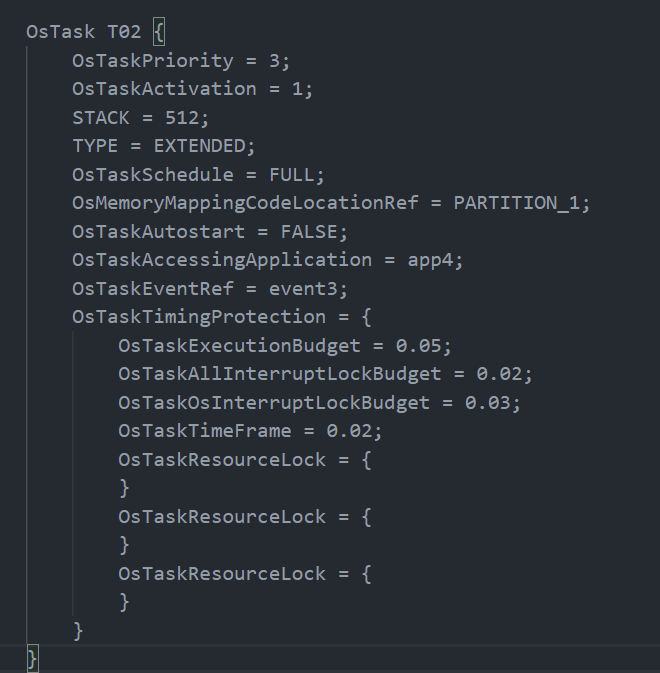 OsTask T02 {
OsTaskPriority = 3;
OsTaskActivation = 1;
STACK = 512;
TYPE = EXTENDED;
OsTaskSchedule = FULL;
OsMemoryMappingCodeLocationRef = PARTITION_1;
OsTaskAutostart = FALSE;
OsTaskAccessingApplication = app4;
OsTaskEventRef = event3;
OsTaskTimingProtection = {
OsTaskExecutionBudget = 0.05;
OsTaskAllInterruptLockBudget = 0.02;
OsTaskOsInterruptLockBudget = 0.03;
OsTaskTimeFrame = 0.02;
OsTaskResourceLock = {
}
OsTaskResourceLock = {
}
OsTaskResourceLock = {
}
}
}